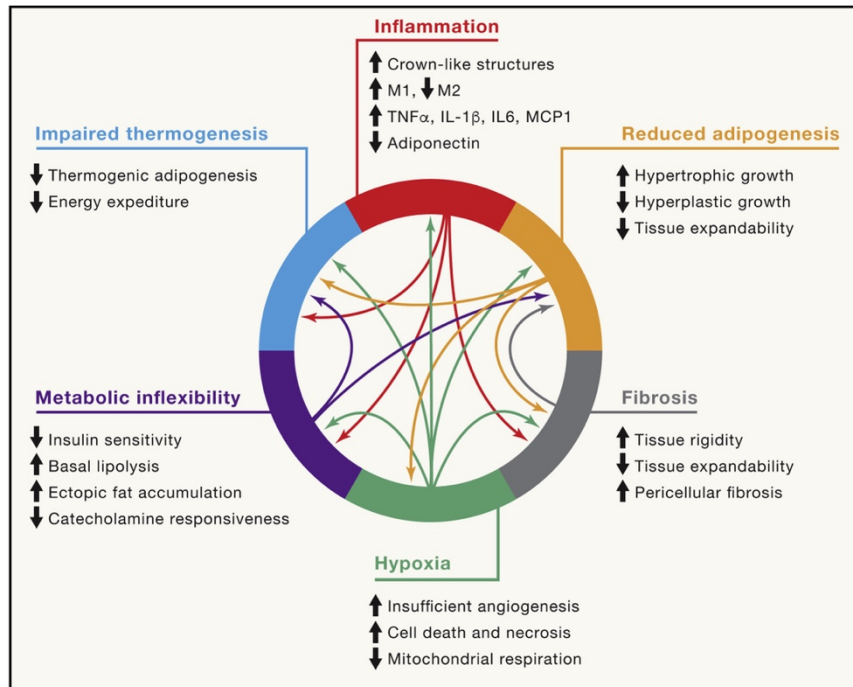 Inflammation
Crown-like structures
M1, M2
TNFα, IL-1β, IL6, MCP1
Adiponectin
Impaired thermogenesis
Thermogenic adipogenesis
Energy expediture
Reduced adipogenesis
Hypertrophic growth
Hyperplastic growth
Tissue expandability
Metabolic inflexibility
Insulin sensitivity
Basal lipolysis
Ectopic fat accumulation
Catecholamine responsiveness
Fibrosis
Tissue rigidity
Tissue expandability
Pericellular fibrosis
Hypoxia
Insufficient angiogenesis
Cell death and necrosis
Mitochondrial respiration